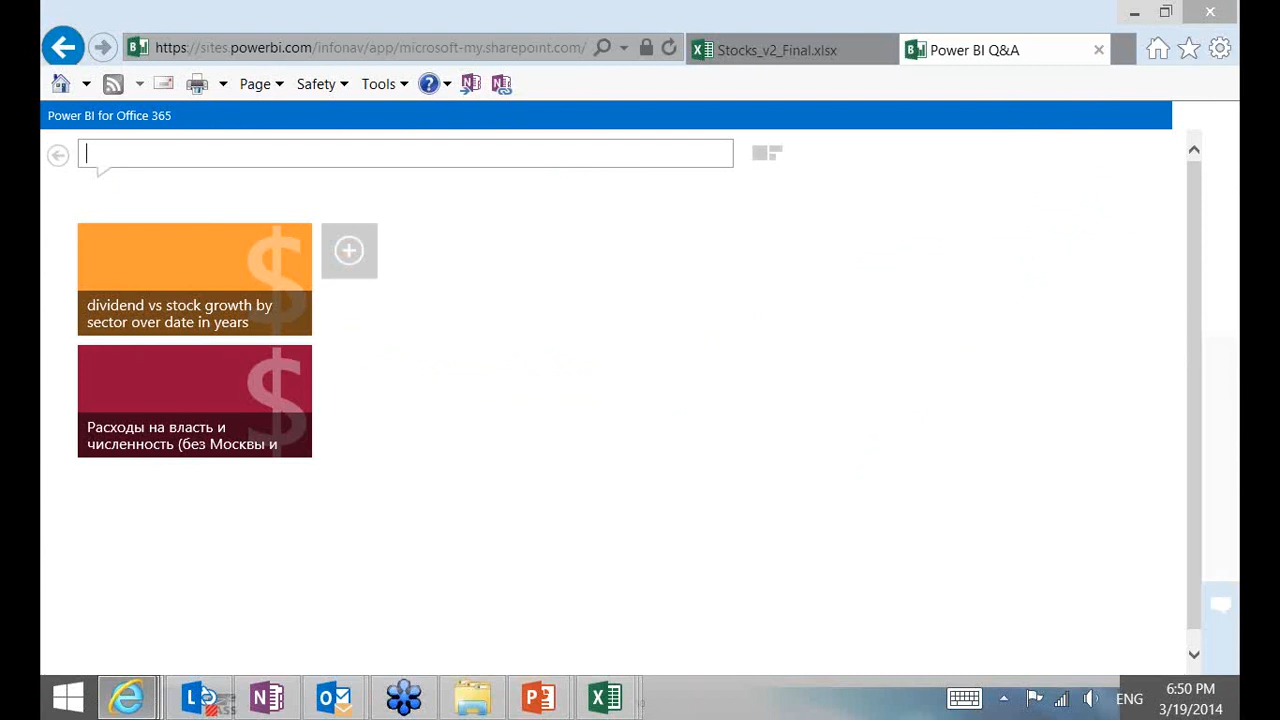 https://sites.powerbi.com/infonav/app/microsoft-my.sharepoint.com/
Stocks_v2_Final.xlsx
Power BI Q&A
Page
Safety
Tools
Power BI for Office 365
dividend vs stock growth by
sector over date in years
Расходы на власть и
численность (без Москвы и
ENG
6:50 PM
3/19/2014